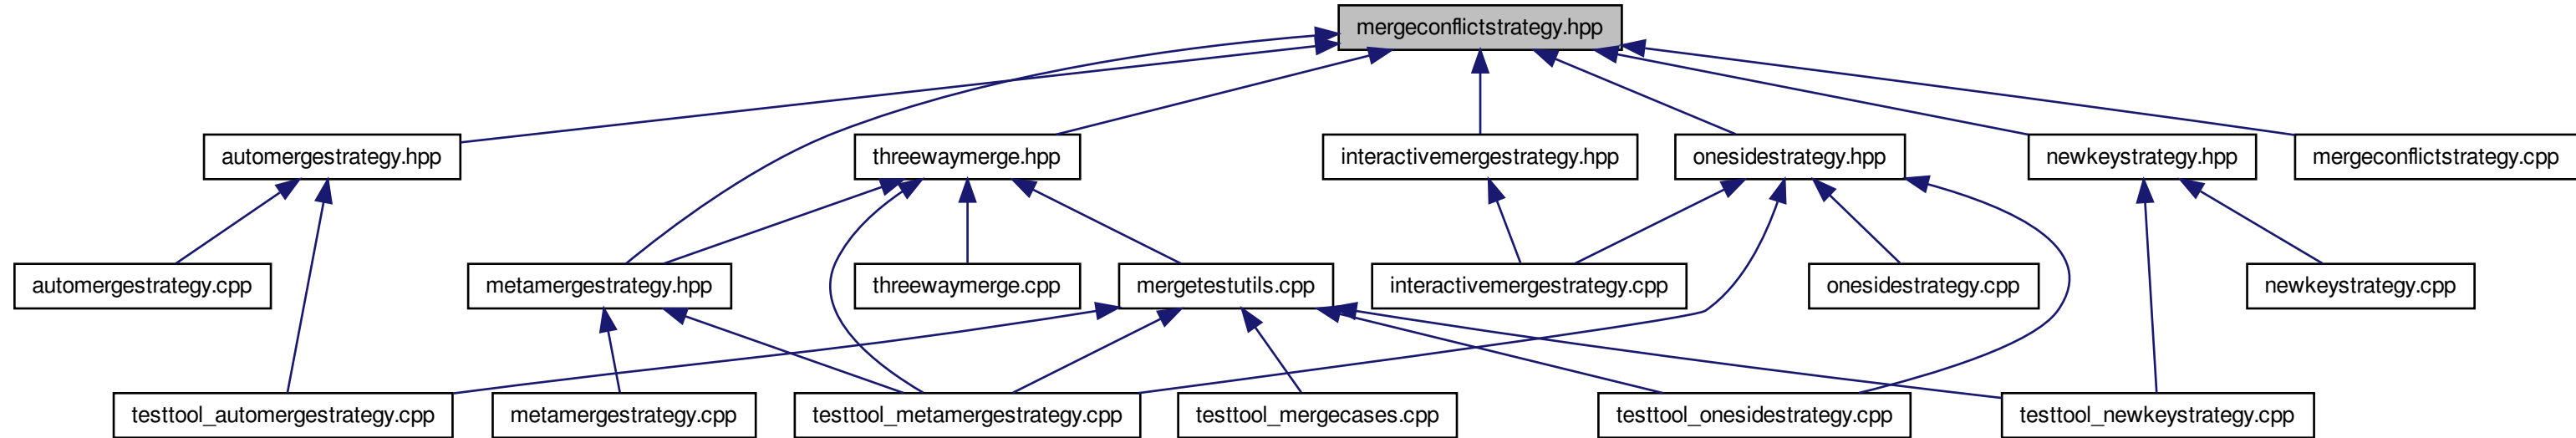 mergeconflictstrategy.hpp
automergestrategy.hpp
threewaymerge.hpp
interactivemergestrategy.hpp
onesidestrategy.hpp
newkeystrategy.hpp
mergeconflictstrategy.cpp
automergestrategy.cpp
metamergestrategy.hpp
threewaymerge.cpp
mergetestutils.cpp
interactivemergestrategy.cpp
onesidestrategy.cpp
newkeystrategy.cpp
testtool_automergestrategy.cpp
metamergestrategy.cpp
testtool_metamergestrategy.cpp
testtool_mergecases.cpp
testtool_onesidestrategy.cpp
testtool_newkeystrategy.cpp